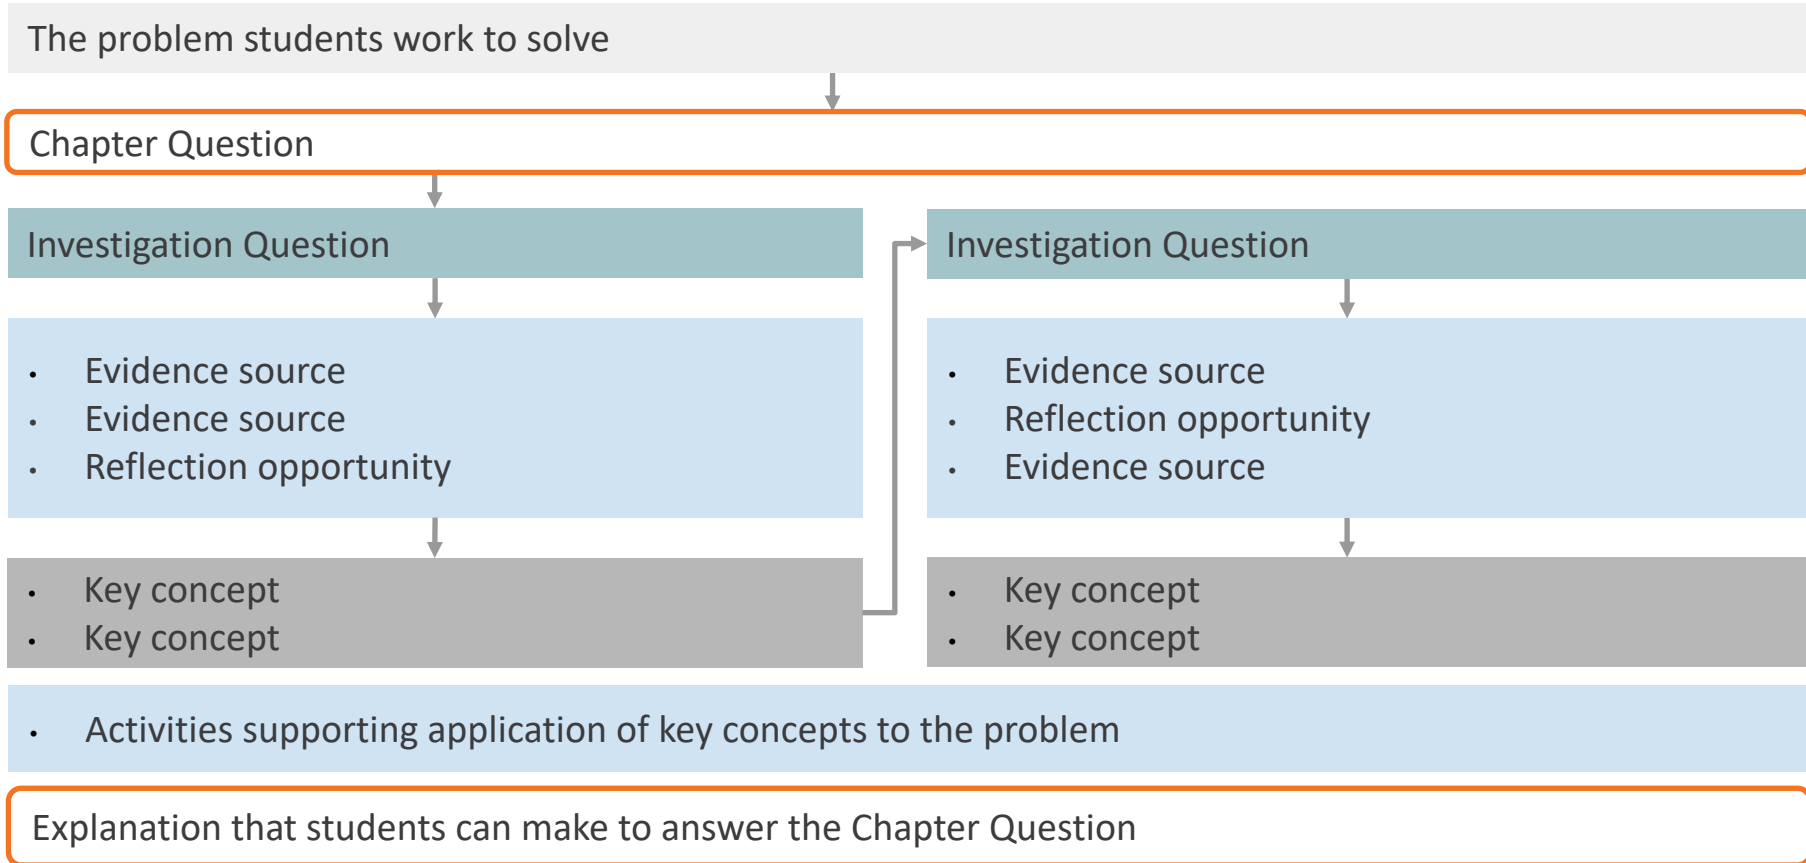 The problem students work to solve
Chapter Question
Investigation Question
• Evidence source
• Evidence source
• Reflection opportunity
• Key concept
• Key concept
Investigation Question
• Evidence source
• Reflection opportunity
• Evidence source
• Key concept
• Key concept
• Activities supporting application of key concepts to the problem
Explanation that students can make to answer the Chapter Question